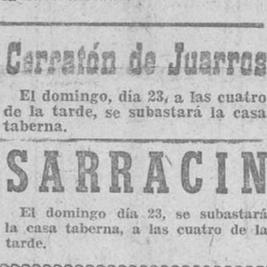 Cerratón de Juarros
El domingo, día 23, a las cuatro
de la tarde, se subastará la casa
taberna.
SARRACIN
El domingo día 23, se subastará
la casa taberna, a las cuatro de la
tarde.